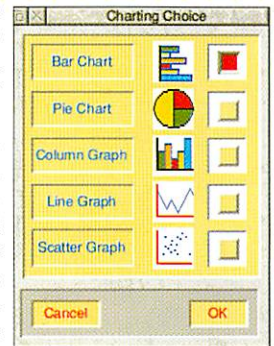 Charting Choice
Bar Chart
Pie Chart
Column Graph
Line Graph
Scatter Graph
Cancel
OK